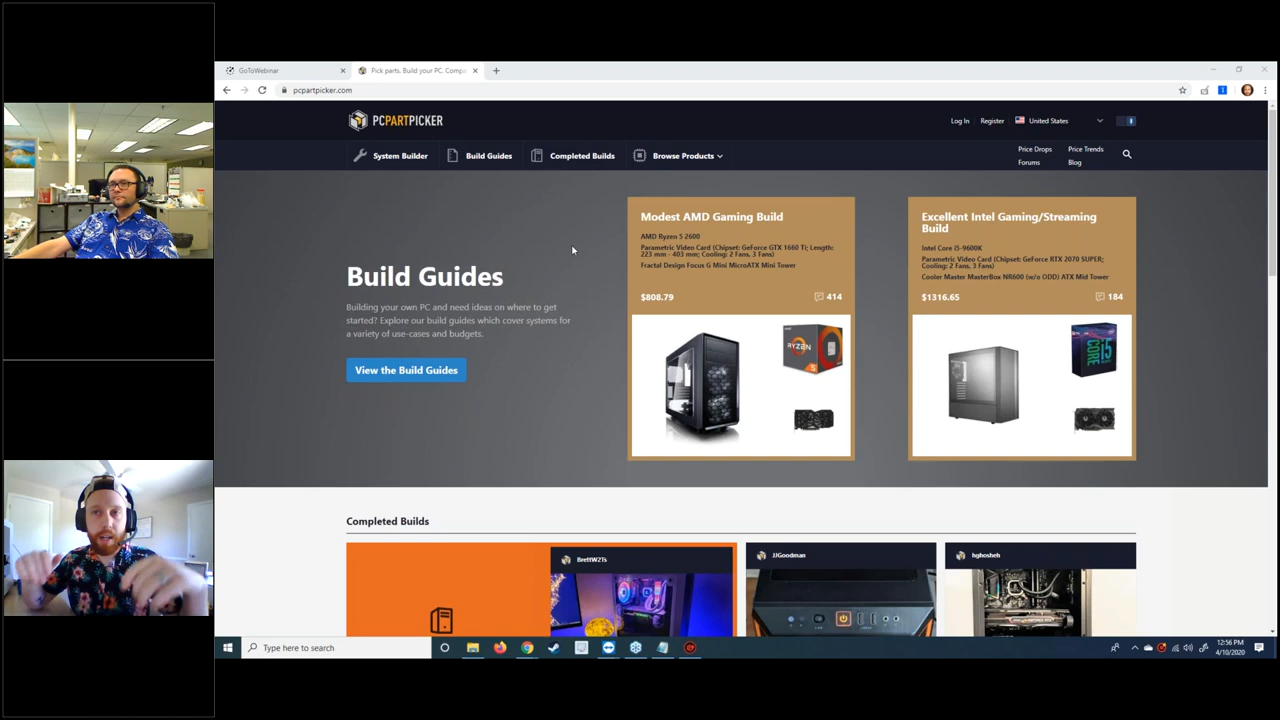 GoToWebinar
Pick parts. Build your PC. Compa
pcpartpicker.com
PCPARTPICKER
Log In
Register
United States
System Builder
Build Guides
Completed Builds
Browse Products
Price Drops
Price Trends
Forums
Blog
Build Guides
Building your own PC and need ideas on where to get
started? Explore our build guides which cover systems for
a variety of use-cases and budgets.
View the Build Guides
Modest AMD Gaming Build
AMD Ryzen 5 2600
Parametric Video Card (Chipset: GeForce GTX 1660 Ti; Length:
223 mm - 403 mm; Cooling: 2 Fans, 3 Fans)
Fractal Design Focus G Mini MicroATX Mini Tower
$808.79
414
RYZEN
5
Excellent Intel Gaming/Streaming
Build
Intel Core i5-9600K
Parametric Video Card (Chipset: GeForce RTX 2070 SUPER;
Cooling: 2 Fans, 3 Fans)
Cooler Master MasterBox NR600 (w/o ODD) ATX Mid Tower
$1316.65
184
CORE
i5
Completed Builds
BrettW2Ts
JJGoodman
hghosheh
Type here to search
12:56 PM
4/10/2020